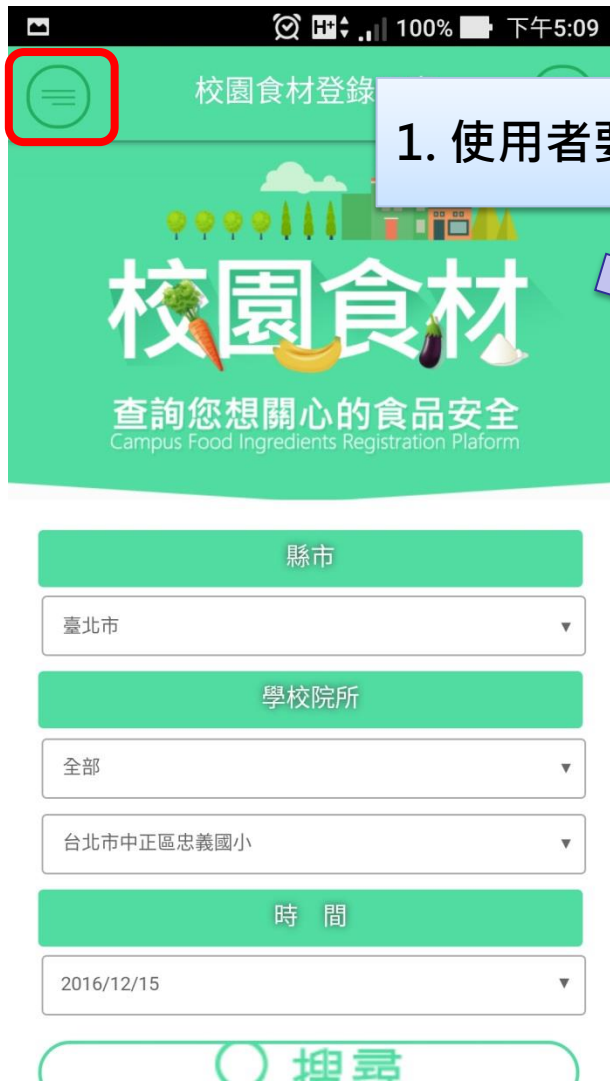 H+ 100% 下午5:09
校園食材登錄
1. 使用者
校園食材
查詢您想關心的食品安全
Campus Food Ingredients Registration Plaform
縣市
臺北市
學校院所
全部
台北市中正區忠義國小
時 間
2016/12/15
搜尋